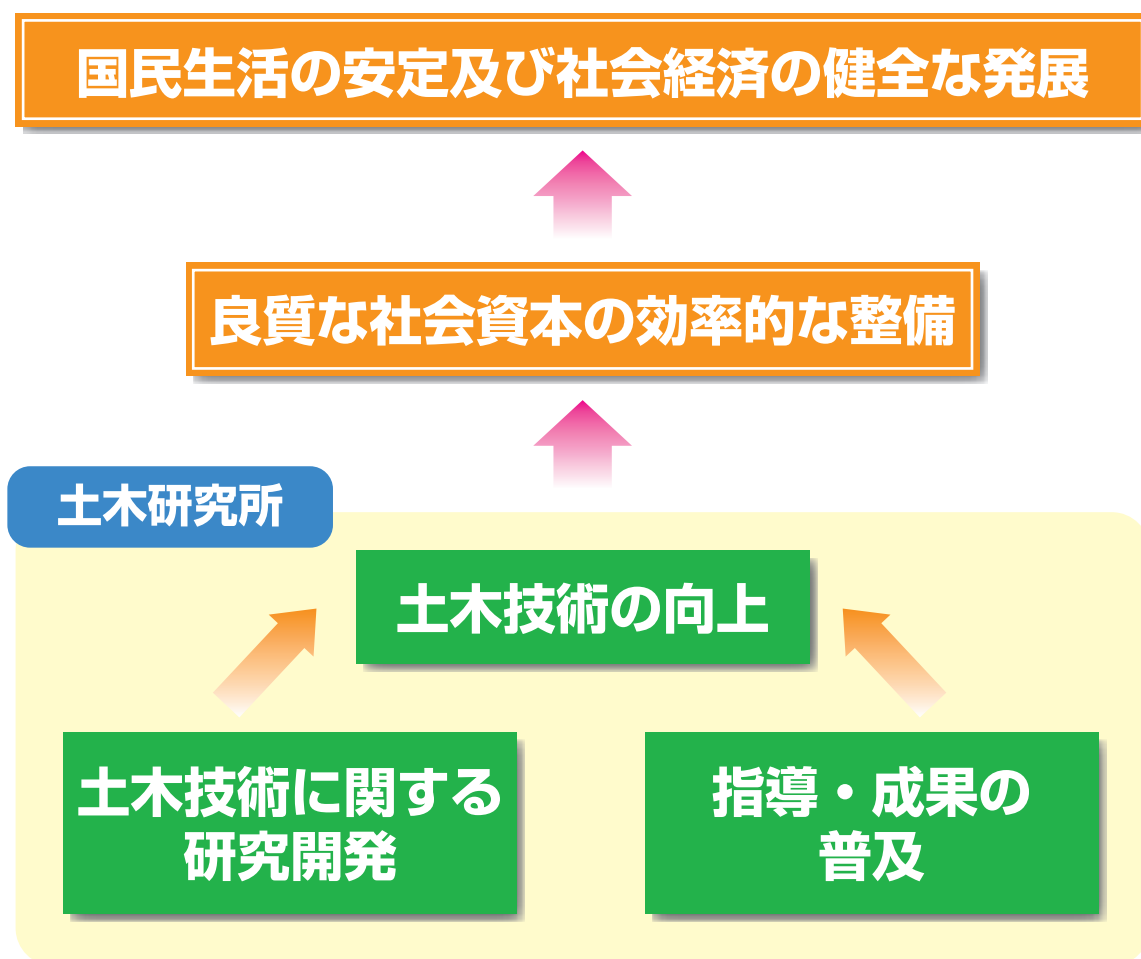 国民生活の安定及び社会経済の健全な発展
良質な社会資本の効率的な整備
土木研究所
土木技術の向上
土木技術に関する
研究開発
指導・成果の
普及